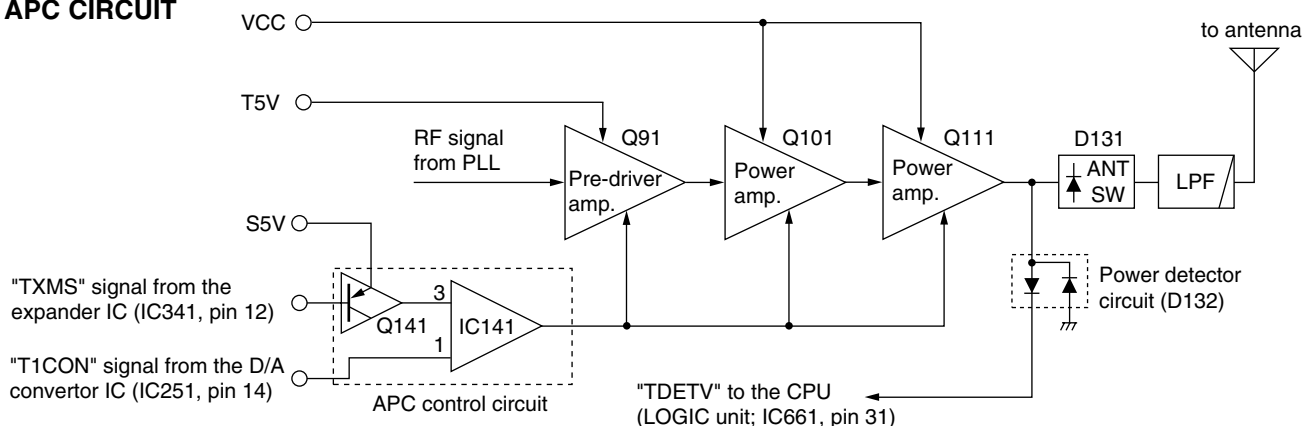 APC CIRCUIT
VCC
to antenna
T5V
RF signal
from PLL
Q91
Pre-driver
amp.
Q101
Power
amp.
Q111
Power
amp.
D131
ANT
SW
LPF
S5V
"TXMS" signal from the
expander IC (IC341, pin 12)
Q141
3
IC141
1
"T1CON" signal from the D/A
convertor IC (IC251, pin 14)
APC control circuit
Power detector
circuit (D132)
"TDETV" to the CPU
(LOGIC unit; IC661, pin 31)